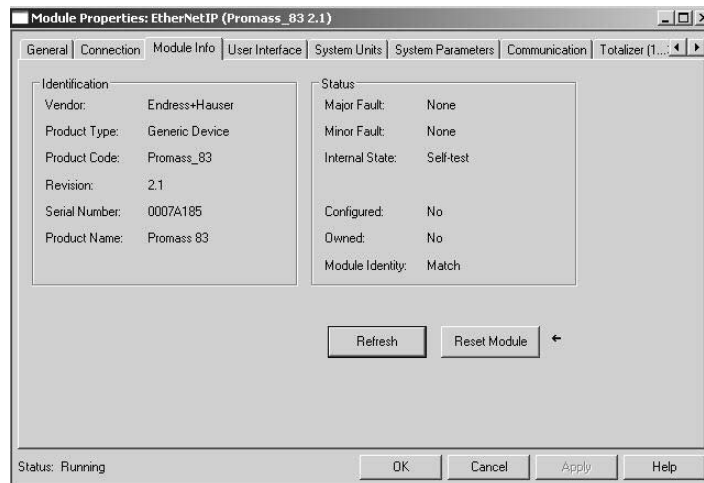 Module Properties: EtherNetIP (Promass_83 2.1)
General Connection Module Info User Interface System Units System Parameters Communication Totalizer (1...
Identification
Vendor: Endress+Hauser
Product Type: Generic Device
Product Code: Promass_83
Revision: 2.1
Serial Number: 0007A185
Product Name: Promass 83
Status
Major Fault: None
Minor Fault: None
Internal State: Self-test
Configured: No
Owned: No
Module Identity: Match
Refresh Reset Module
Status: Running OK Cancel Apply Help